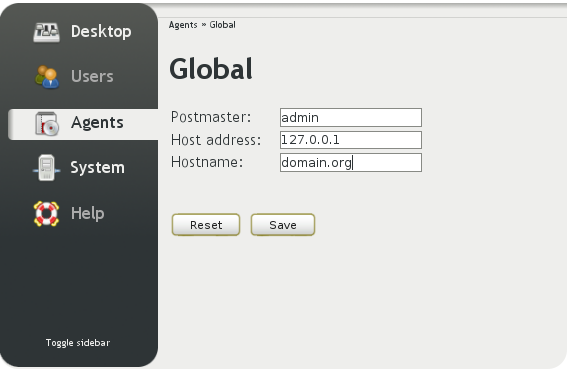 Desktop
Users
Agents
System
Help
Toggle sidebar
Agents » Global
Global
Postmaster: admin
Host address: 127.0.0.1
Hostname: domain.org
Reset Save